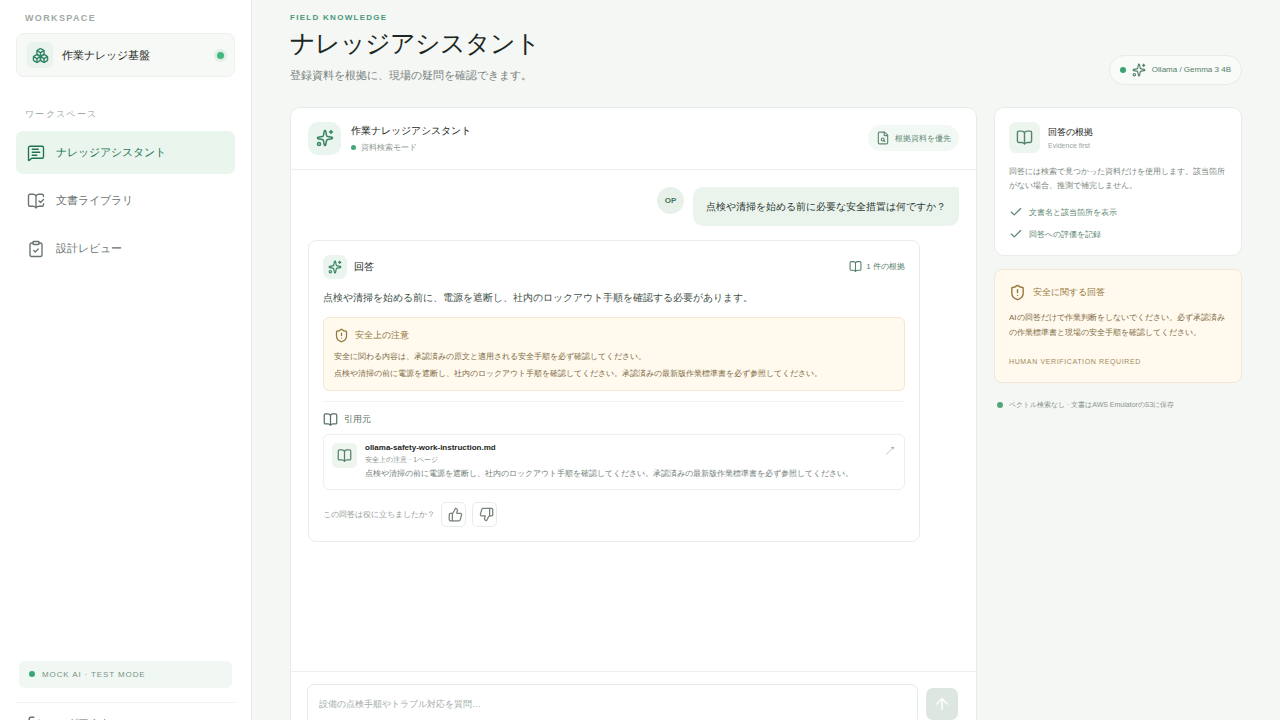 WORKSPACE
作業ナレッジ基盤
ワークスペース
ナレッジアシスタント
文書ライブラリ
設計レビュー
MOCK AI · TEST MODE
FIELD KNOWLEDGE
ナレッジアシスタント
登録資料を根拠に、現場の疑問を確認できます。
Ollama / Gemma 3 4B
作業ナレッジアシスタント
資料検索モード
根拠資料を優先
OP
点検や清掃を始める前に必要な安全措置は何ですか？
回答
1 件の根拠
点検や清掃を始める前に、電源を遮断し、社内のロックアウト手順を確認する必要があります。
安全上の注意
安全に関わる内容は、承認済みの原文と適用される安全手順を必ず確認してください。
点検や清掃の前に電源を遮断し、社内のロックアウト手順を確認してください。承認済みの最新版作業標準書を必ず参照してください。
引用元
ollama-safety-work-instruction.md
安全上の注意 · 1ページ
点検や清掃の前に電源を遮断し、社内のロックアウト手順を確認してください。承認済みの最新版作業標準書を必ず参照してください。
この回答は役に立ちましたか？
設備の点検手順やトラブル対応を質問...
回答の根拠
Evidence first
回答には検索で見つかった資料だけを使用します。該当箇所
がない場合、推測で補完しません。
文書名と該当箇所を表示
回答への評価を記録
安全に関する回答
AIの回答だけで作業判断をしないでください。必ず承認済み
の作業標準書と現場の安全手順を確認してください。
HUMAN VERIFICATION REQUIRED
ベクトル検索なし · 文書はAWS EmulatorのS3に保存